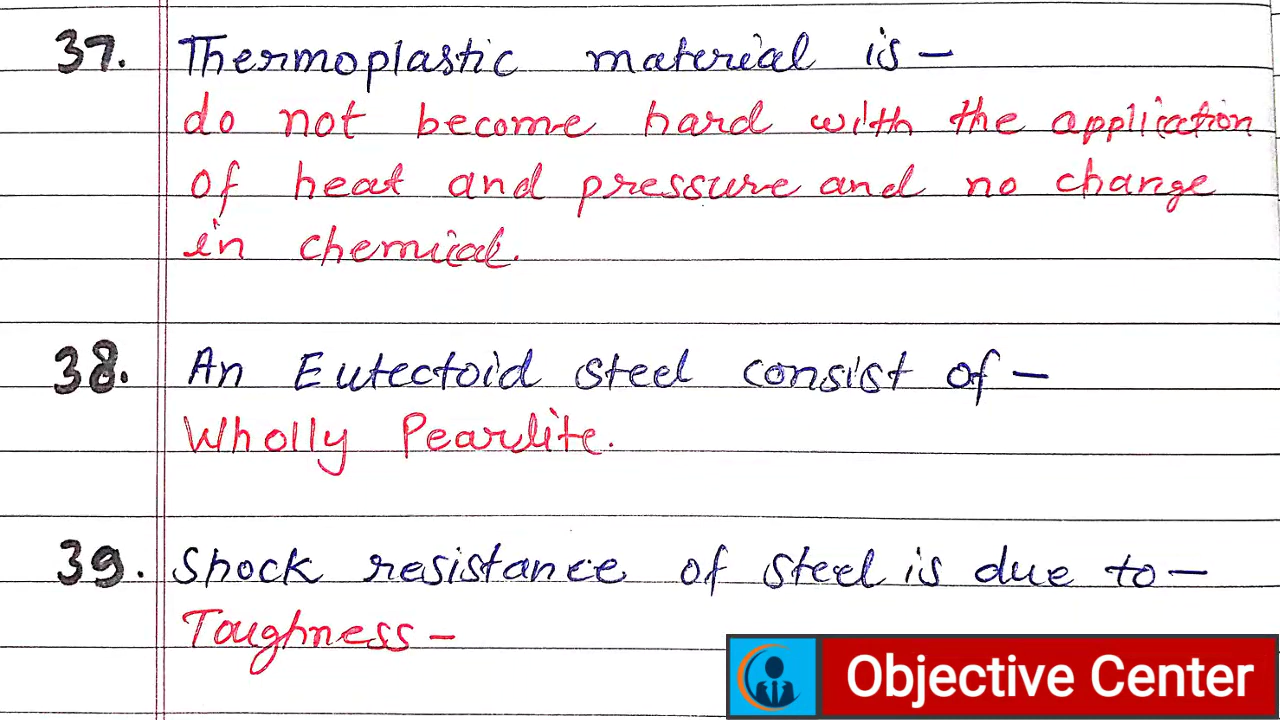 37. Thermoplastic material is -
do not become hard with the application
of heat and pressure and no change
in chemical.
38. An Eutectoid steel consist of -
Wholly Pearlite.
39. Shock resistance of steel is due to -
Toughness -
Objective Center